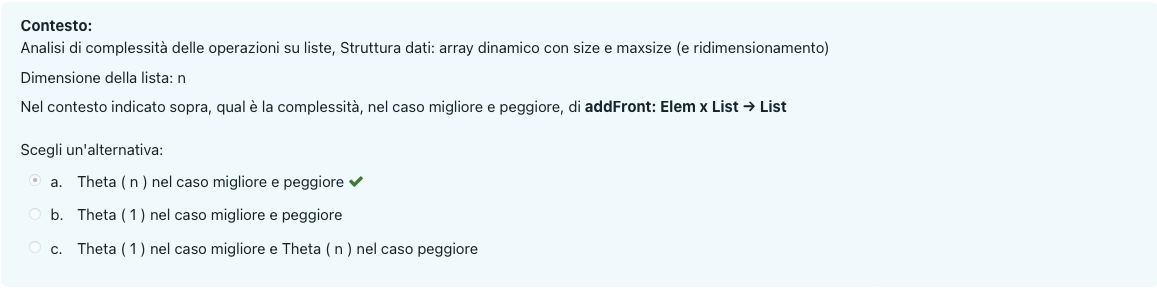 Contesto:
Analisi di complessità delle operazioni su liste, Struttura dati: array dinamico con size e maxsize (e ridimensionamento)
Dimensione della lista: n
Nel contesto indicato sopra, qual è la complessità, nel caso migliore e peggiore, di addFront: Elem x List → List
Scegli un'alternativa:
a. Theta ( n ) nel caso migliore e peggiore
b. Theta ( 1 ) nel caso migliore e peggiore
c. Theta ( 1 ) nel caso migliore e Theta ( n ) nel caso peggiore